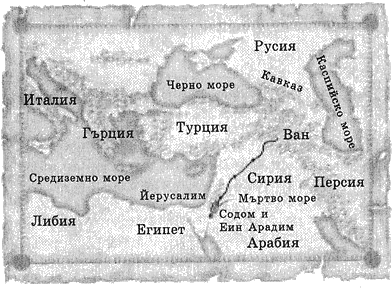 Русия
Черно море
Кавказ
Каспийско море
Италия
Гърция
Турция
Ван
Средиземно море
Сирия
Персия
Йерусалим
Мъртво море
Либия
Египет
Содом и
Еин Арадим
Арабия